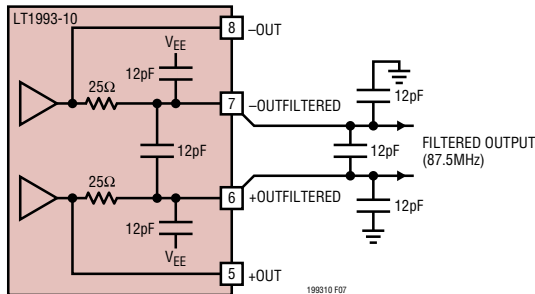 LT1993-10
8 –OUT
VEE
12pF
25Ω
7 –OUTFILTERED
12pF
12pF
12pF
FILTERED OUTPUT
(87.5MHz)
25Ω
6 +OUTFILTERED
12pF
12pF
VEE
5 +OUT
199310 F07